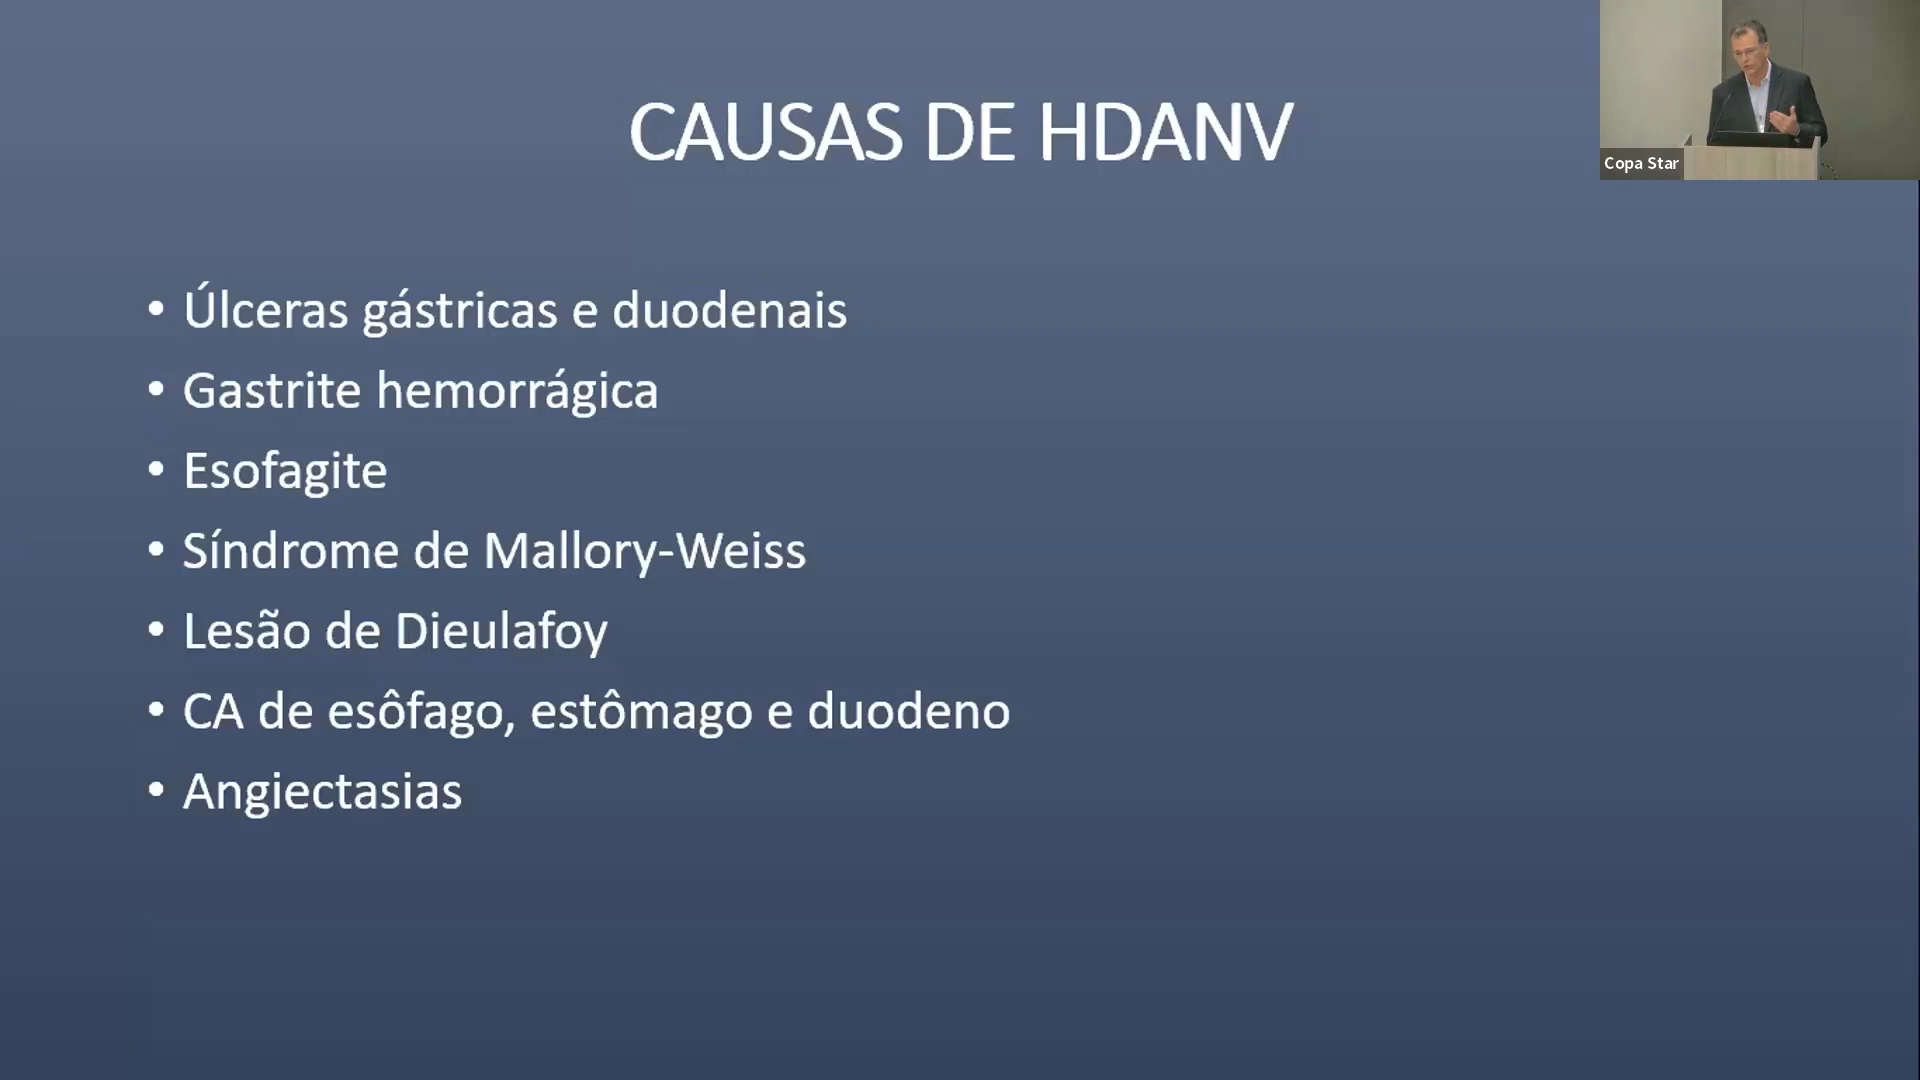 CAUSAS DE HDANV
Copa Star
• Úlceras gástricas e duodenais
• Gastrite hemorrágica
• Esofagite
• Síndrome de Mallory-Weiss
• Lesão de Dieulafoy
• CA de esôfago, estômago e duodeno
• Angiectasias